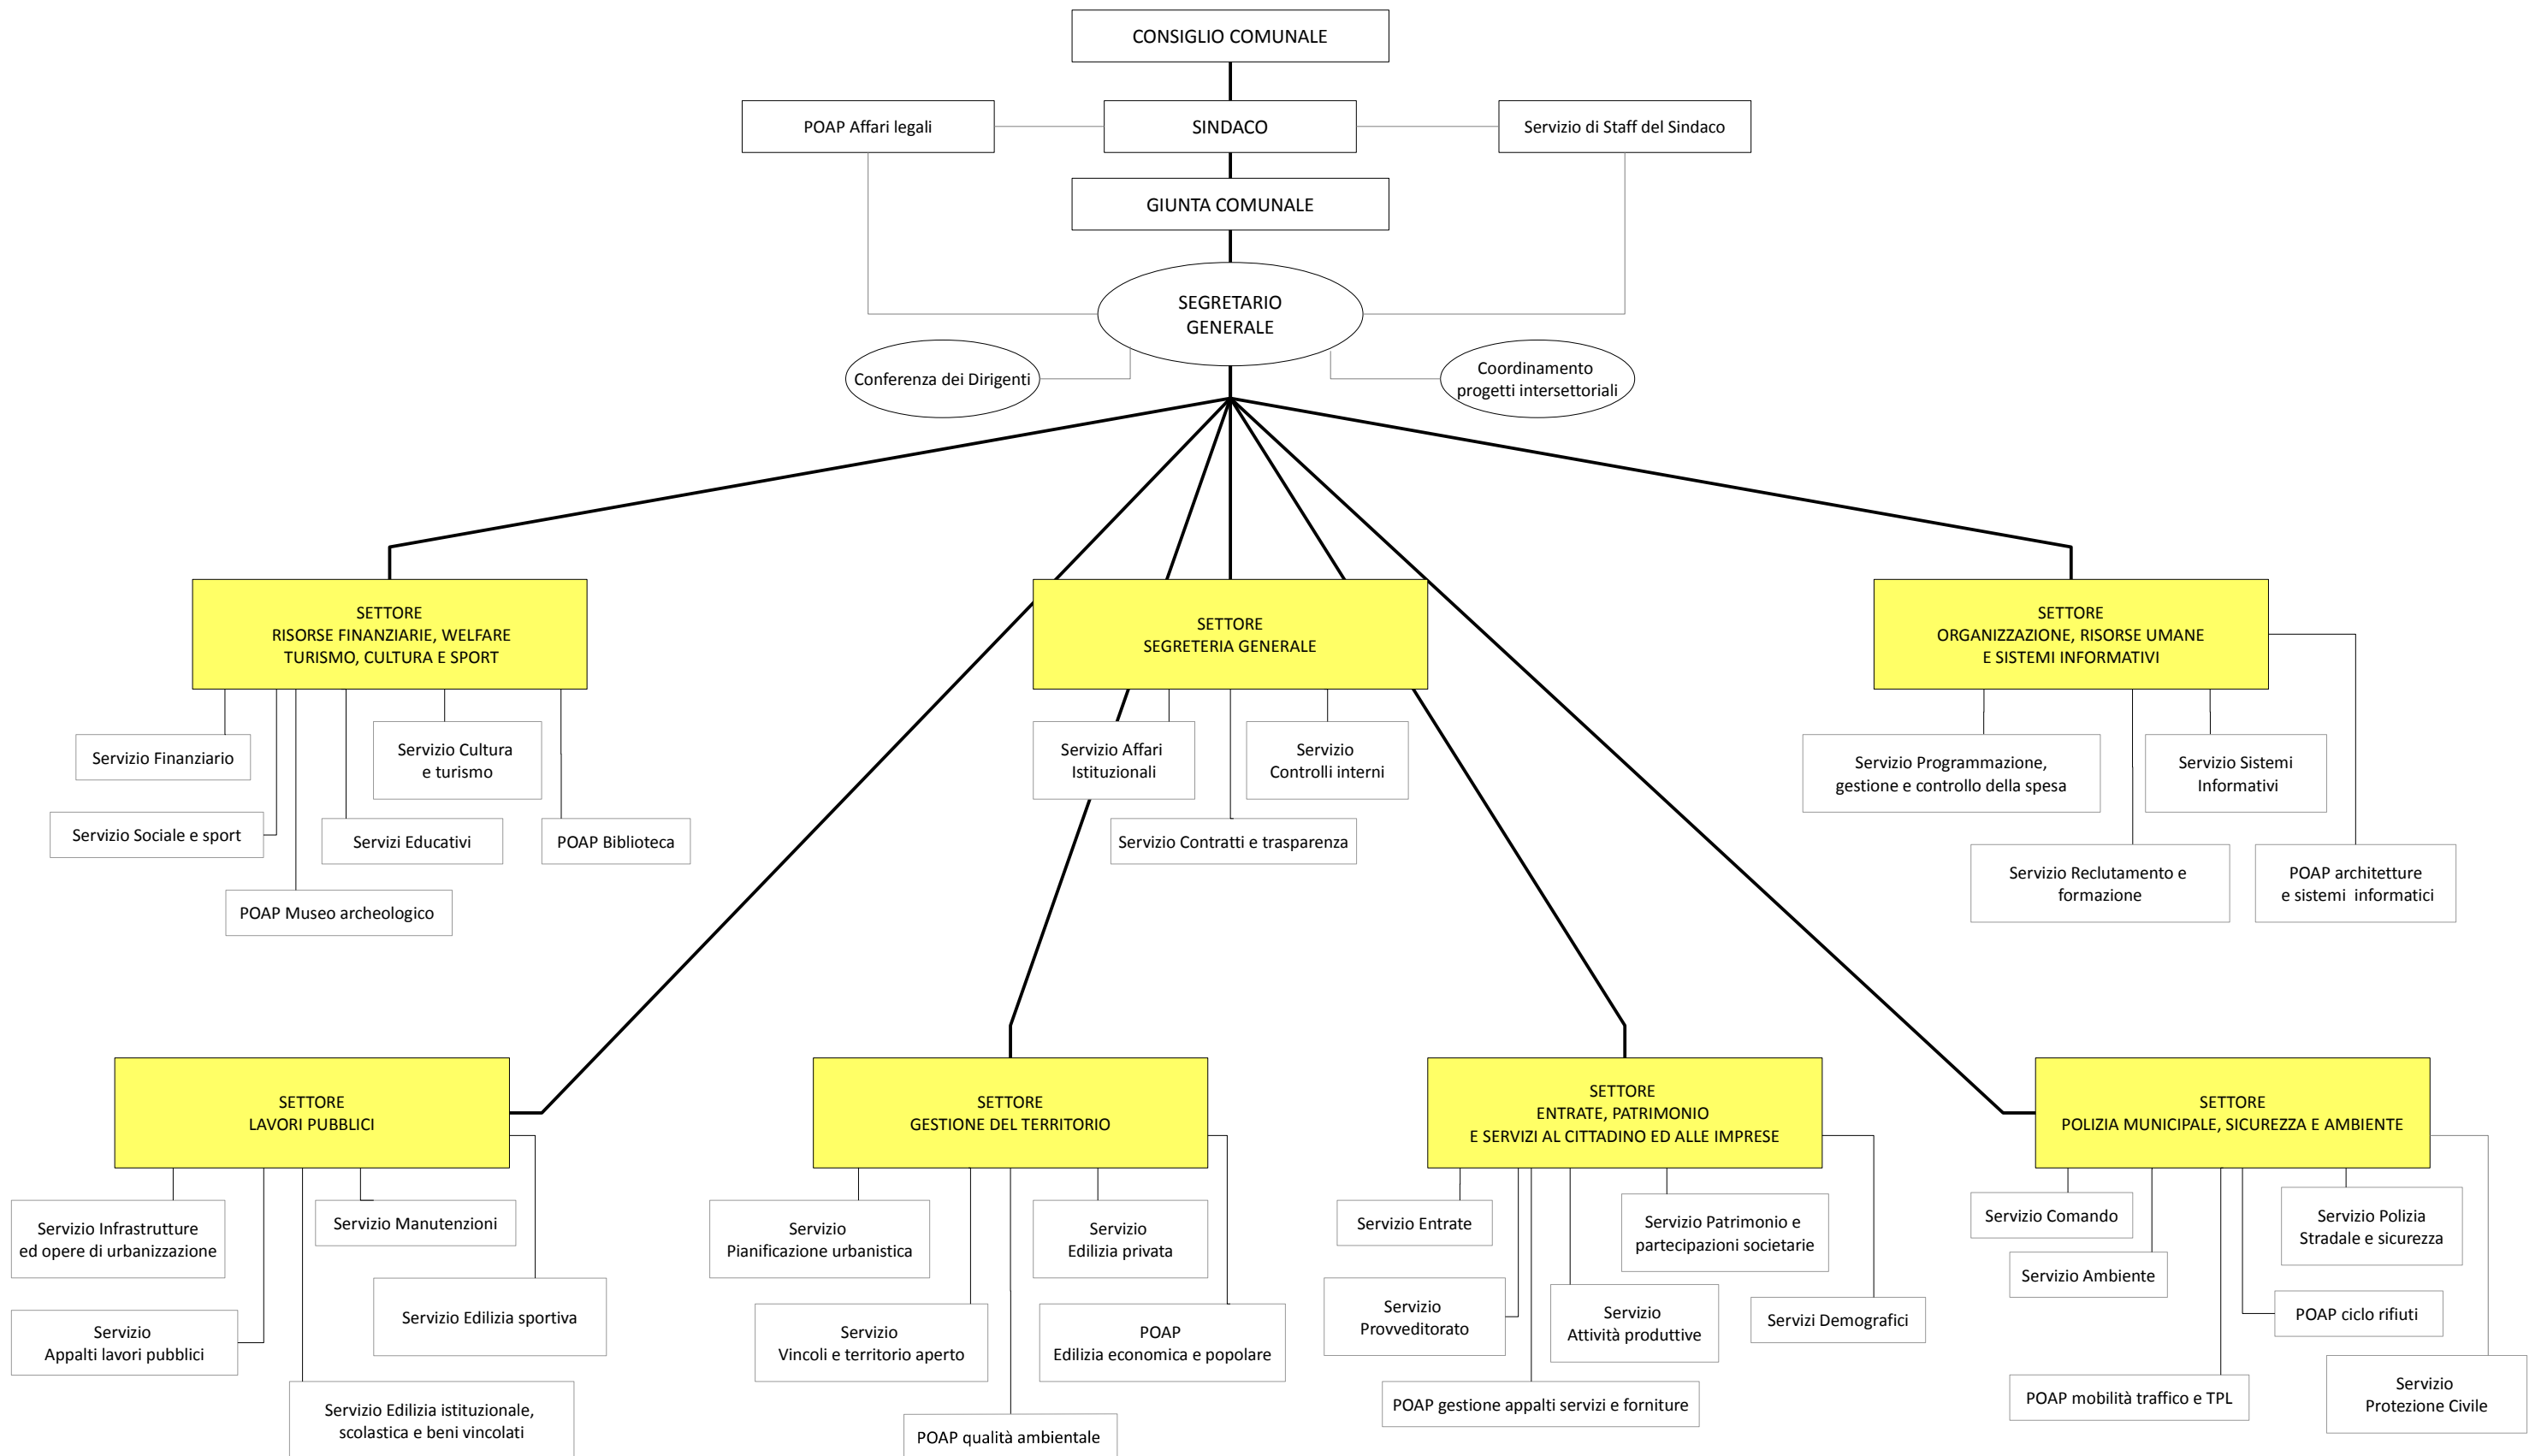 CONSIGLIO COMUNALE
POAP Affari legali
SINDACO
Servizio di Staff del Sindaco
GIUNTA COMUNALE
SEGRETARIO
GENERALE
Conferenza dei Dirigenti
Coordinamento
progetti intersettoriali
SETTORE
RISORSE FINANZIARIE, WELFARE
TURISMO, CULTURA E SPORT
SETTORE
SEGRETERIA GENERALE
SETTORE
ORGANIZZAZIONE, RISORSE UMANE
E SISTEMI INFORMATIVI
Servizio Finanziario
Servizio Cultura
e turismo
Servizio Sociale e sport
Servizi Educativi
POAP Biblioteca
POAP Museo archeologico
Servizio Affari
Istituzionali
Servizio
Controlli interni
Servizio Contratti e trasparenza
Servizio Programmazione,
gestione e controllo della spesa
Servizio Sistemi
Informativi
Servizio Reclutamento e
formazione
POAP architetture
e sistemi  informatici
SETTORE
LAVORI PUBBLICI
SETTORE
GESTIONE DEL TERRITORIO
SETTORE
ENTRATE, PATRIMONIO
E SERVIZI AL CITTADINO ED ALLE IMPRESE
SETTORE
POLIZIA MUNICIPALE, SICUREZZA E AMBIENTE
Servizio Infrastrutture
ed opere di urbanizzazione
Servizio Manutenzioni
Servizio Edilizia sportiva
Servizio
Appalti lavori pubblici
Servizio Edilizia istituzionale,
scolastica e beni vincolati
Servizio
Pianificazione urbanistica
Servizio
Edilizia privata
Servizio
Vincoli e territorio aperto
POAP
Edilizia economica e popolare
POAP qualità ambientale
Servizio Entrate
Servizio Patrimonio e
partecipazioni societarie
Servizio
Provveditorato
Servizio
Attività produttive
Servizi Demografici
POAP gestione appalti servizi e forniture
Servizio Comando
Servizio Polizia
Stradale e sicurezza
Servizio Ambiente
POAP ciclo rifiuti
POAP mobilità traffico e TPL
Servizio
Protezione Civile